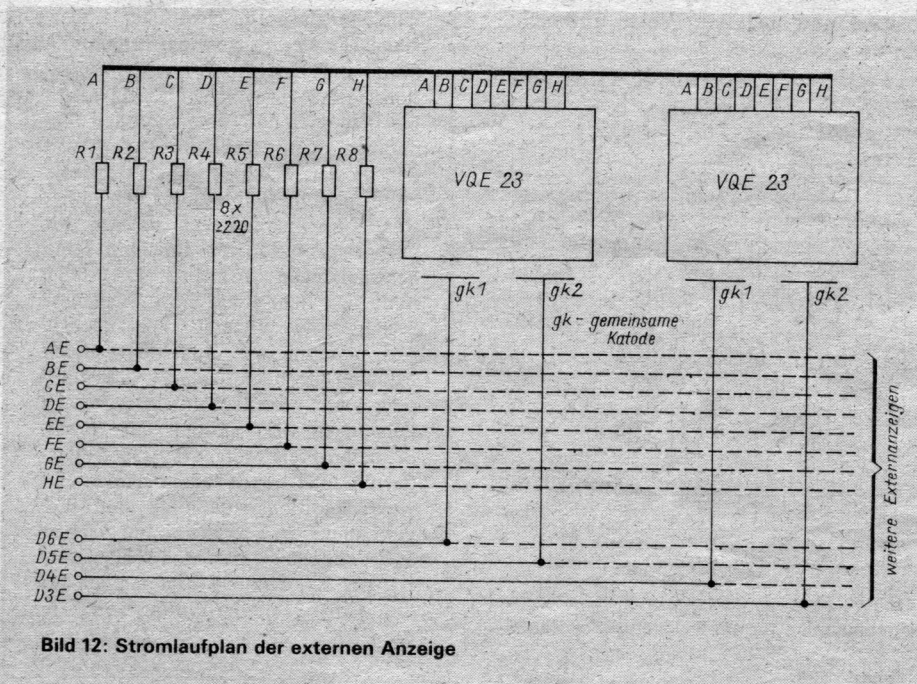 A B C D E F G H A B C D E F G H A B C D E F G H
R1 R2 R3 R4 R5 R6 R7 R8
VQE 23 VQE 23
8x
≥220
gk1 gk2 gk1 gk2
gk - gemeinsame
Katode
AE
BE
CE
DE
EE
FE
GE
HE
D6E
D5E
D4E
D3E
weitere Externanzeigen
Bild 12: Stromlaufplan der externen Anzeige